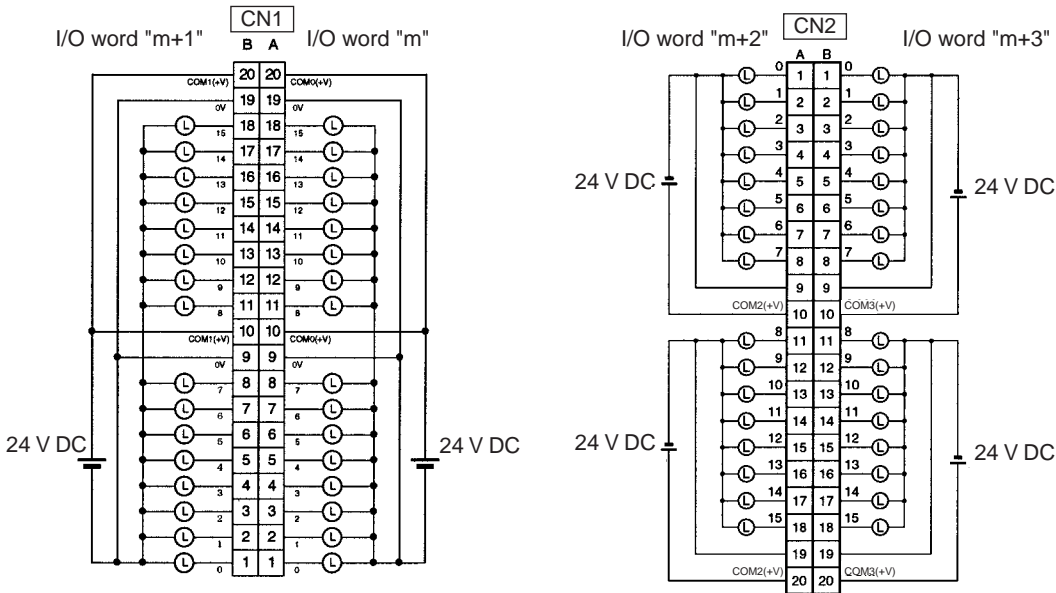 CN1
I/O word "m+1" I/O word "m"
B A
20 20
COM1(+V) COM0(+V)
19 19
0V 0V
15 18 18 15
14 17 17 14
13 16 16 13
12 15 15 12
11 14 14 11
10 13 13 10
9 12 12 9
8 11 11 8
10 10
COM1(+V) COM0(+V)
9 9
0V 0V
7 8 8 7
6 7 7 6
5 6 6 5
4 5 5 4
3 4 4 3
2 3 3 2
1 2 2 1
0 1 1 0
L L L L L L L L
L L L L L L L L
L L L L L L L L
L L L L L L L L
24 V DC 24 V DC
CN2
I/O word "m+2" I/O word "m+3"
A B
0 1 1 0
1 2 2 1
2 3 3 2
3 4 4 3
4 5 5 4
5 6 6 5
6 7 7 6
7 8 8 7
9 9
COM2(+V) COM3(+V)
10 10
8 11 11 8
9 12 12 9
10 13 13 10
11 14 14 11
12 15 15 12
13 16 16 13
14 17 17 14
15 18 18 15
19 19
COM2(+V) COM3(+V)
20 20
L L L L L L L L
L L L L L L L L
L L L L L L L L
L L L L L L L L
24 V DC 24 V DC
24 V DC 24 V DC